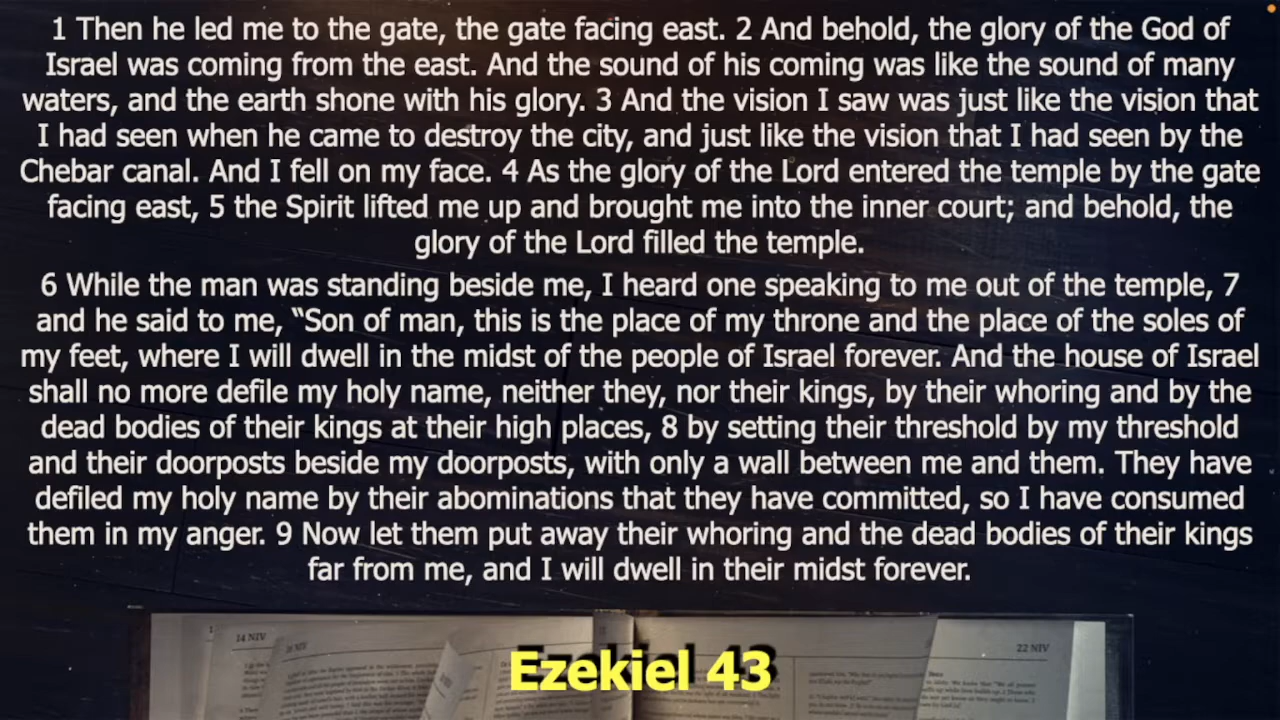 1 Then he led me to the gate, the gate facing east. 2 And behold, the glory of the God of
Israel was coming from the east. And the sound of his coming was like the sound of many
waters, and the earth shone with his glory. 3 And the vision I saw was just like the vision that
I had seen when he came to destroy the city, and just like the vision that I had seen by the
Chebar canal. And I fell on my face. 4 As the glory of the Lord entered the temple by the gate
facing east, 5 the Spirit lifted me up and brought me into the inner court; and behold, the
glory of the Lord filled the temple.
6 While the man was standing beside me, I heard one speaking to me out of the temple, 7
and he said to me, “Son of man, this is the place of my throne and the place of the soles of
my feet, where I will dwell in the midst of the people of Israel forever. And the house of Israel
shall no more defile my holy name, neither they, nor their kings, by their whoring and by the
dead bodies of their kings at their high places, 8 by setting their threshold by my threshold
and their doorposts beside my doorposts, with only a wall between me and them. They have
defiled my holy name by their abominations that they have committed, so I have consumed
them in my anger. 9 Now let them put away their whoring and the dead bodies of their kings
far from me, and I will dwell in their midst forever.
14 NIV
22 NIV
Ezekiel 43